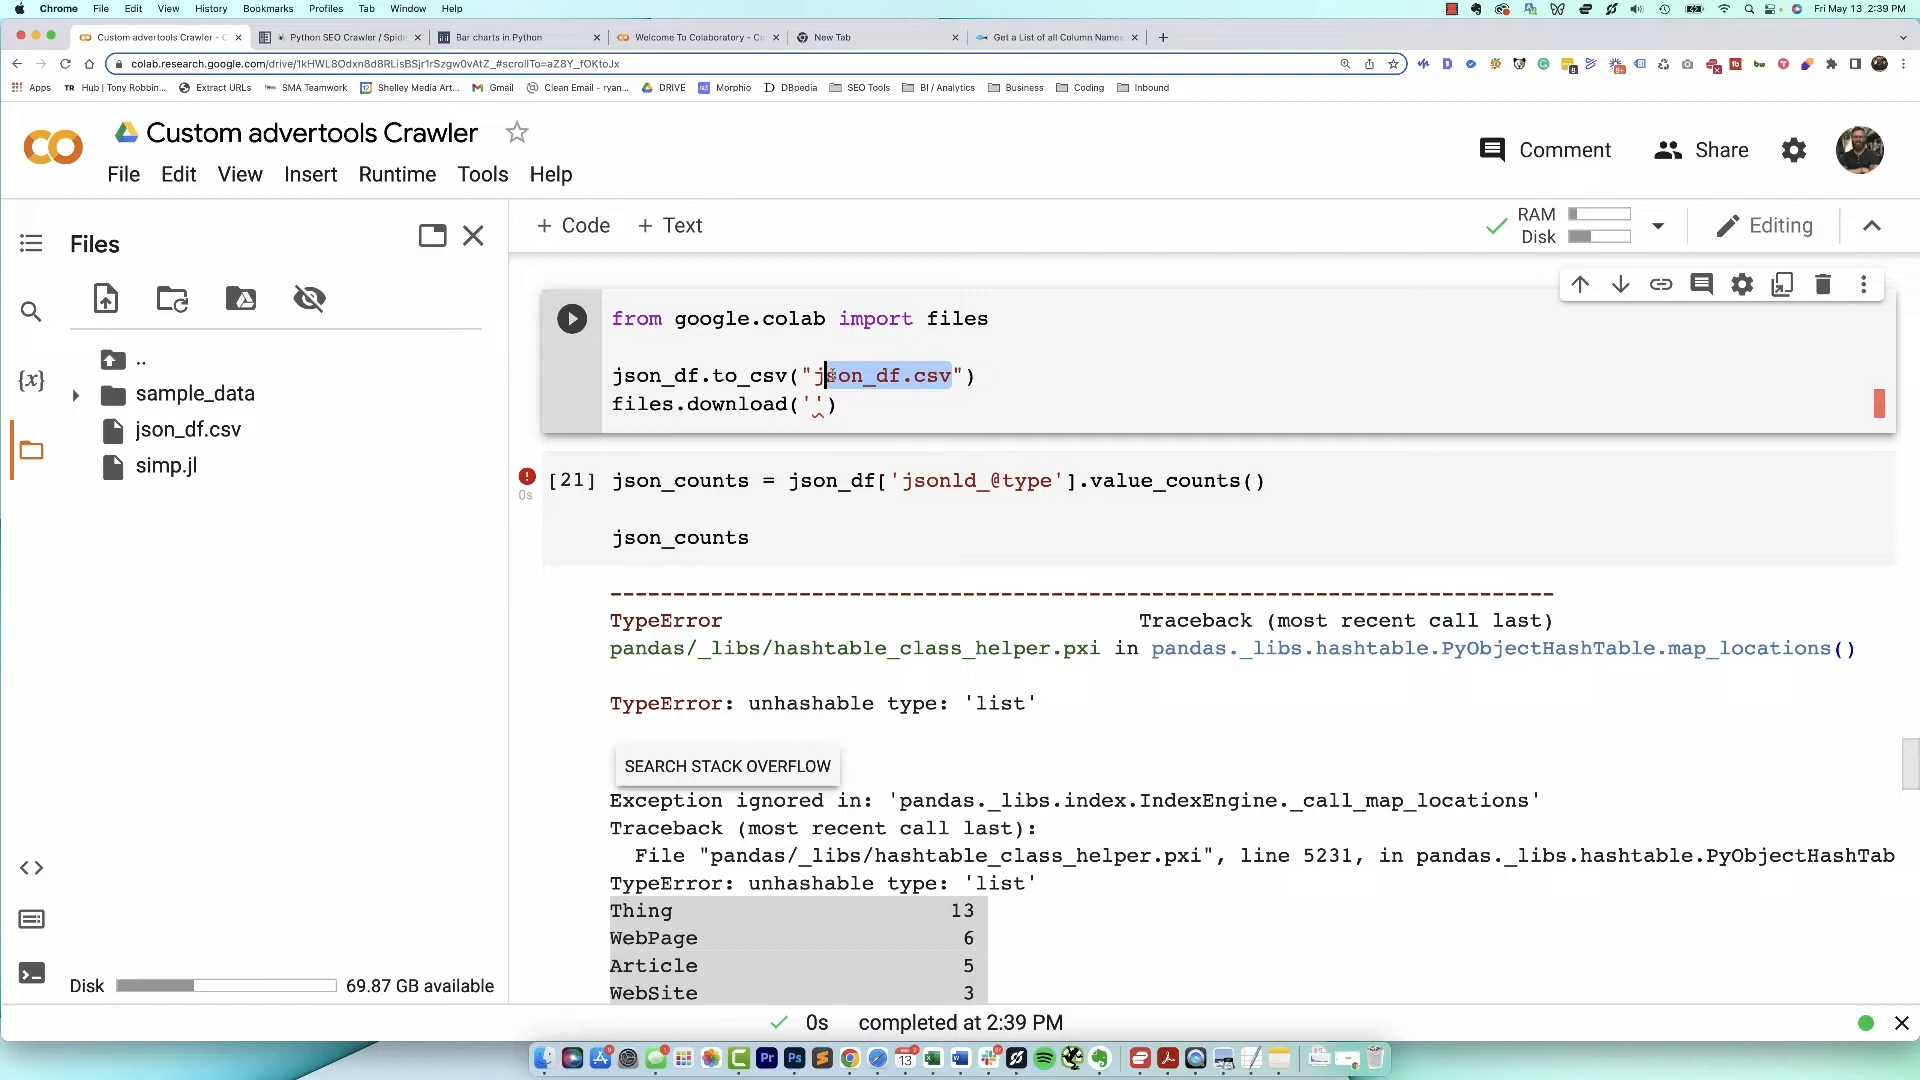 Chrome File Edit View History Bookmarks Profiles Tab Window Help Fri May 13 2:39 PM
Custom advertools Crawler - C Python SEO Crawler / Spide Bar charts in Python Welcome To Colaboratory - Co New Tab Get a List of all Column Names
colab.research.google.com/drive/1kHWL8Odxn8d8RLisBSjr1rSzgw0vAtZ_#scrollTo=aZ8Y_fOKtoJx
Apps Hub | Tony Robbin... Extract URLs SMA Teamwork Shelley Media Art... Gmail Clean Email - ryan... DRIVE Morphio DBpedia SEO Tools BI / Analytics Business Coding Inbound
Custom advertools Crawler
Comment Share
File Edit View Insert Runtime Tools Help
Files
+ Code + Text
RAM
Disk
Editing
from google.colab import files
..
json_df.to_csv("json_df.csv")
sample_data
files.download('')
json_df.csv
simp.jl
[21] json_counts = json_df['jsonld_@type'].value_counts()
0s
json_counts
---------------------------------------------------------------------------
TypeError Traceback (most recent call last)
pandas/_libs/hashtable_class_helper.pxi in pandas._libs.hashtable.PyObjectHashTable.map_locations()
TypeError: unhashable type: 'list'
SEARCH STACK OVERFLOW
Exception ignored in: 'pandas._libs.index.IndexEngine._call_map_locations'
Traceback (most recent call last):
File "pandas/_libs/hashtable_class_helper.pxi", line 5231, in pandas._libs.hashtable.PyObjectHashTab
TypeError: unhashable type: 'list'
Thing 13
WebPage 6
Article 5
WebSite 3
Disk 69.87 GB available
0s completed at 2:39 PM